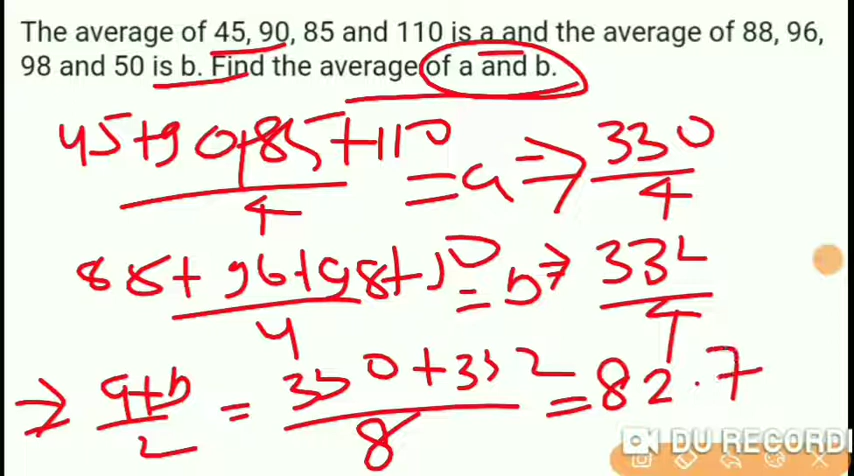 The average of 45, 90, 85 and 110 is a and the average of 88, 96,
98 and 50 is b. Find the average of a and b.
45+90+85+110/4 = a ⇒ 330/4
88+96+98+50/4 = b ⇒ 332/4
⇒ a+b/2 = 330+332/8 = 82.7
DU RECORD